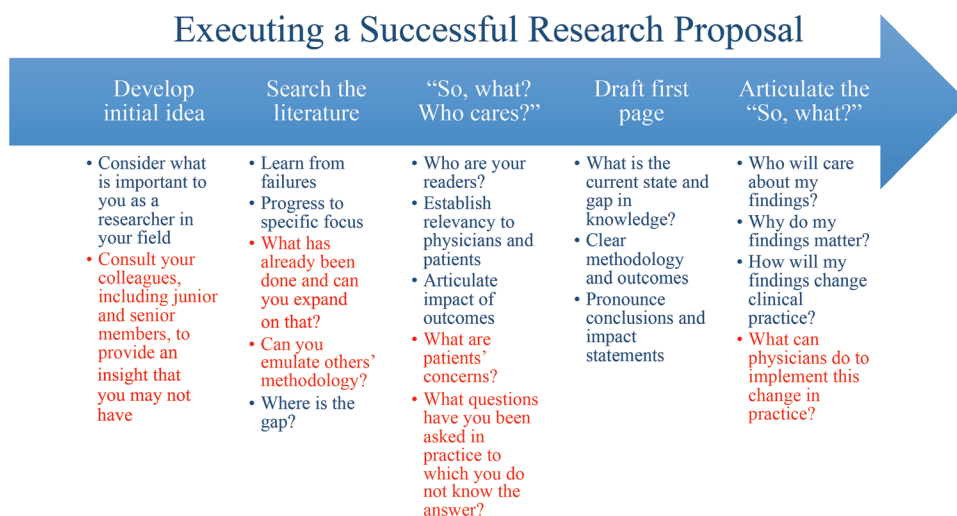 Executing a Successful Research Proposal
Develop
initial idea
Search the
literature
“So, what?
Who cares?”
Draft first
page
Articulate the
“So, what?”
• Consider what
is important to
you as a
researcher in
your field
• Consult your
colleagues,
including junior
and senior
members, to
provide an
insight that
you may not
have
• Learn from
failures
• Progress to
specific focus
• What has
already been
done and can
you expand
on that?
• Can you
emulate others’
methodology?
• Where is the
gap?
• Who are your
readers?
• Establish
relevancy to
physicians and
patients
• Articulate
impact of
outcomes
• What are
patients’
concerns?
• What questions
have you been
asked in
practice to
which you do
not know the
answer?
• What is the
current state and
gap in
knowledge?
• Clear
methodology
and outcomes
• Pronounce
conclusions and
impact
statements
• Who will care
about my
findings?
• Why do my
findings matter?
• How will my
findings change
clinical
practice?
• What can
physicians do to
implement this
change in
practice?